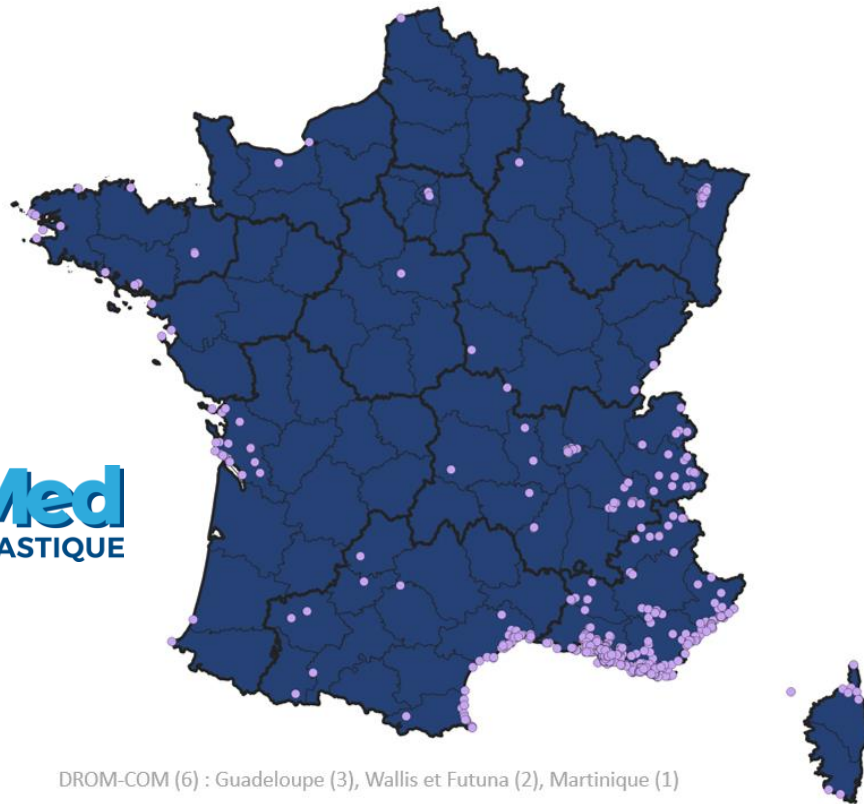 Med
ASTIQUE
DROM-COM (6) : Guadeloupe (3), Wallis et Futuna (2), Martinique (1)